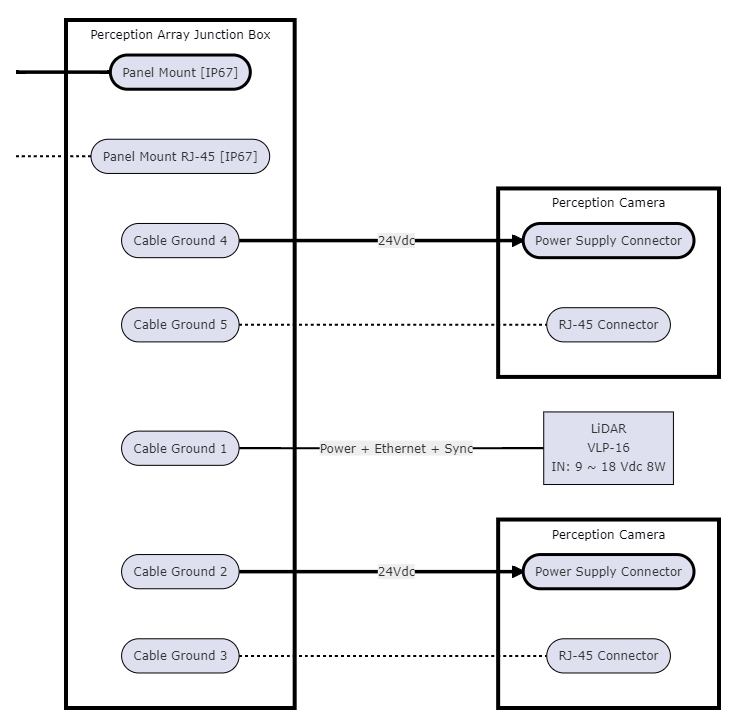 Perception Array Junction Box
Panel Mount [IP67]
Panel Mount RJ-45 [IP67]
Perception Camera
Cable Ground 4
24Vdc
Power Supply Connector
Cable Ground 5
RJ-45 Connector
LiDAR
VLP-16
IN: 9 ~ 18 Vdc 8W
Cable Ground 1
Power + Ethernet + Sync
Perception Camera
Cable Ground 2
24Vdc
Power Supply Connector
Cable Ground 3
RJ-45 Connector